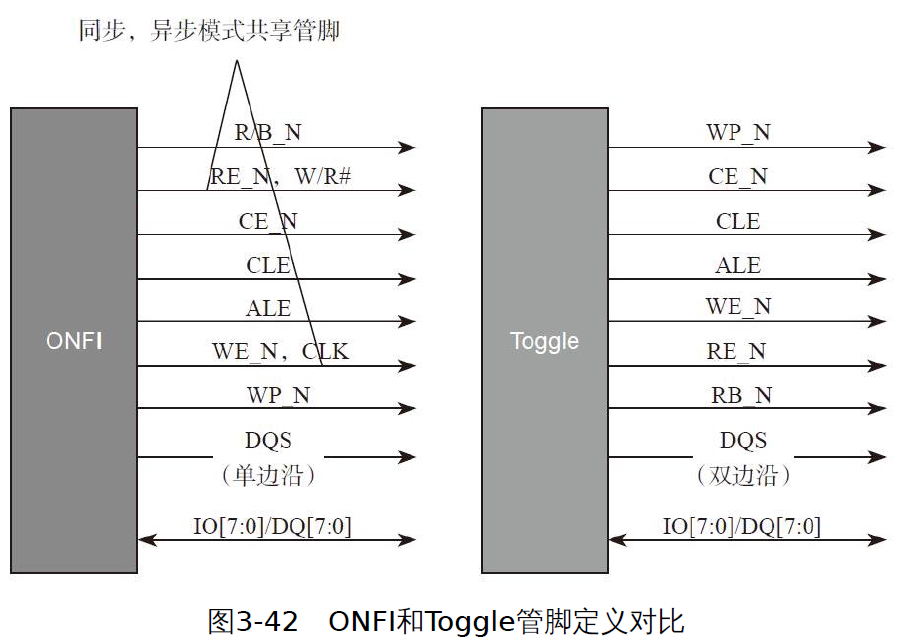 同步，异步模式共享管脚
ONFI
R/B_N
RE_N，W/R#
CE_N
CLE
ALE
WE_N，CLK
WP_N
DQS
（单边沿）
IO[7:0]/DQ[7:0]
Toggle
WP_N
CE_N
CLE
ALE
WE_N
RE_N
RB_N
DQS
（双边沿）
IO[7:0]/DQ[7:0]
图3-42 ONFI和Toggle管脚定义对比